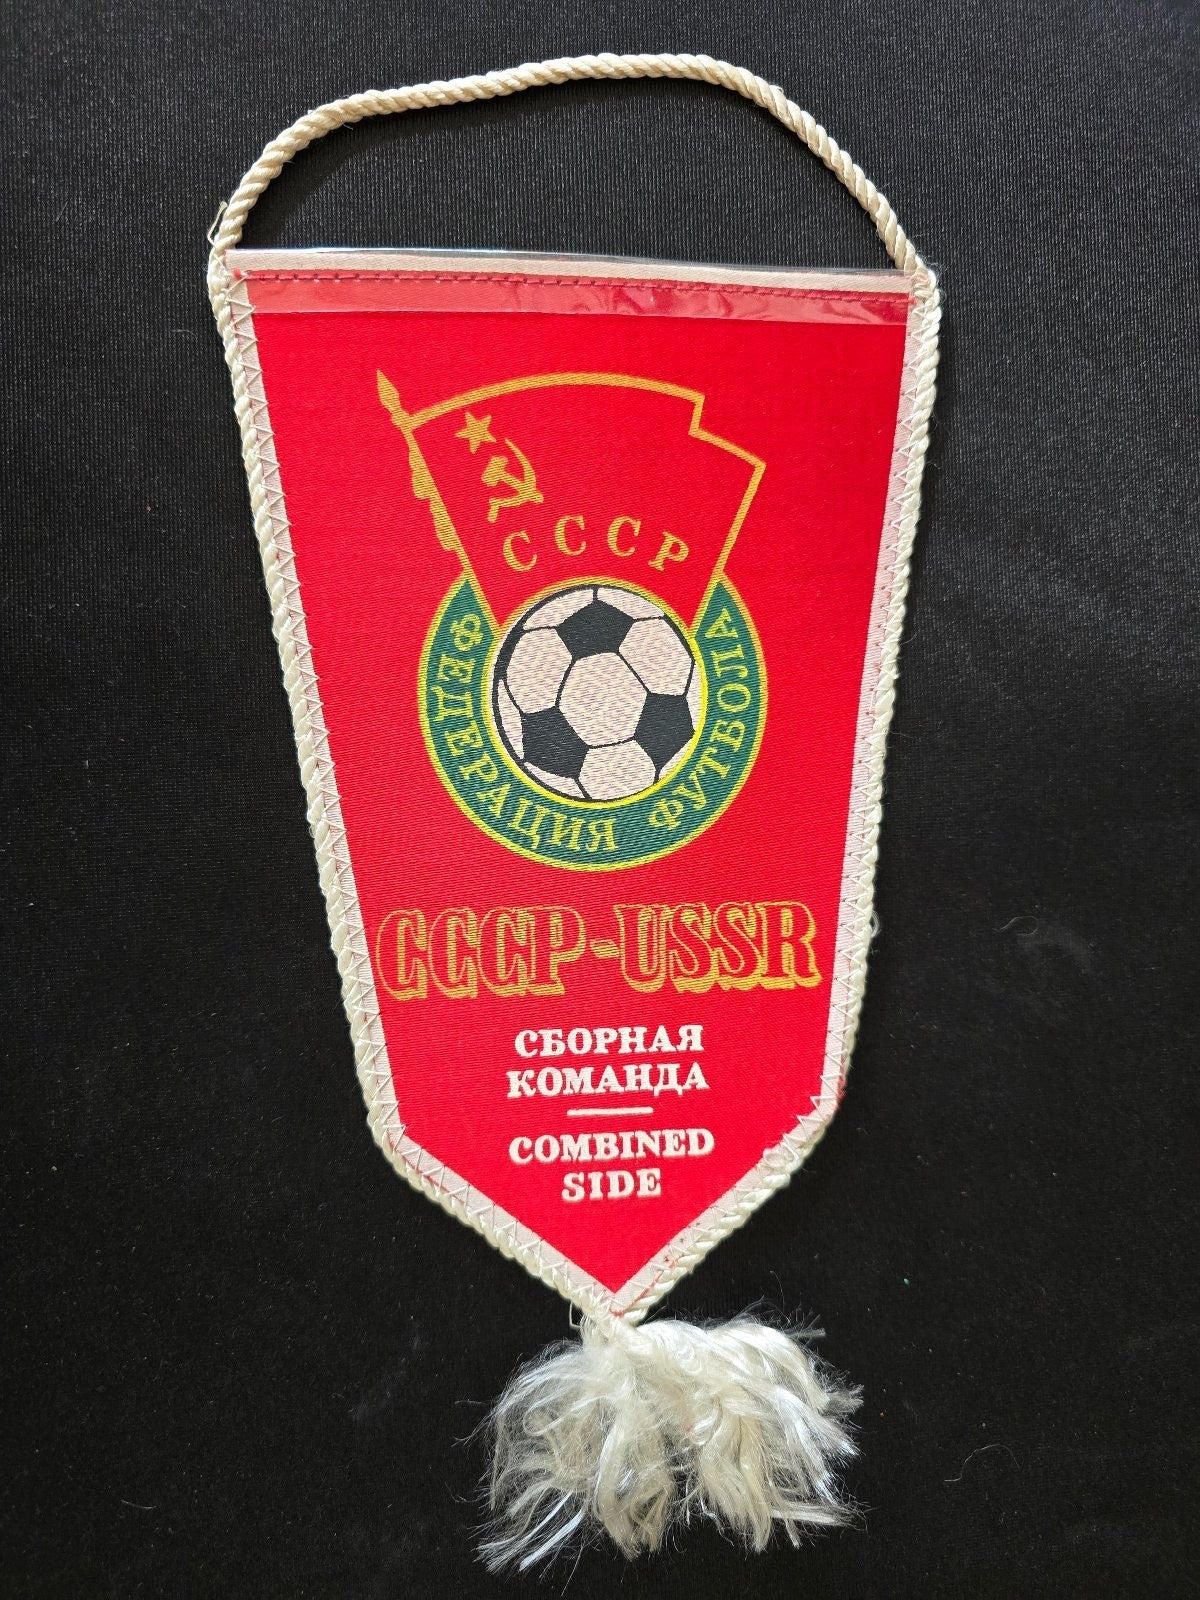 СССР
ФЕДЕРАЦИЯ ФУТБОЛА
СССР-USSR
СБОРНАЯ
КОМАНДА
COMBINED
SIDE